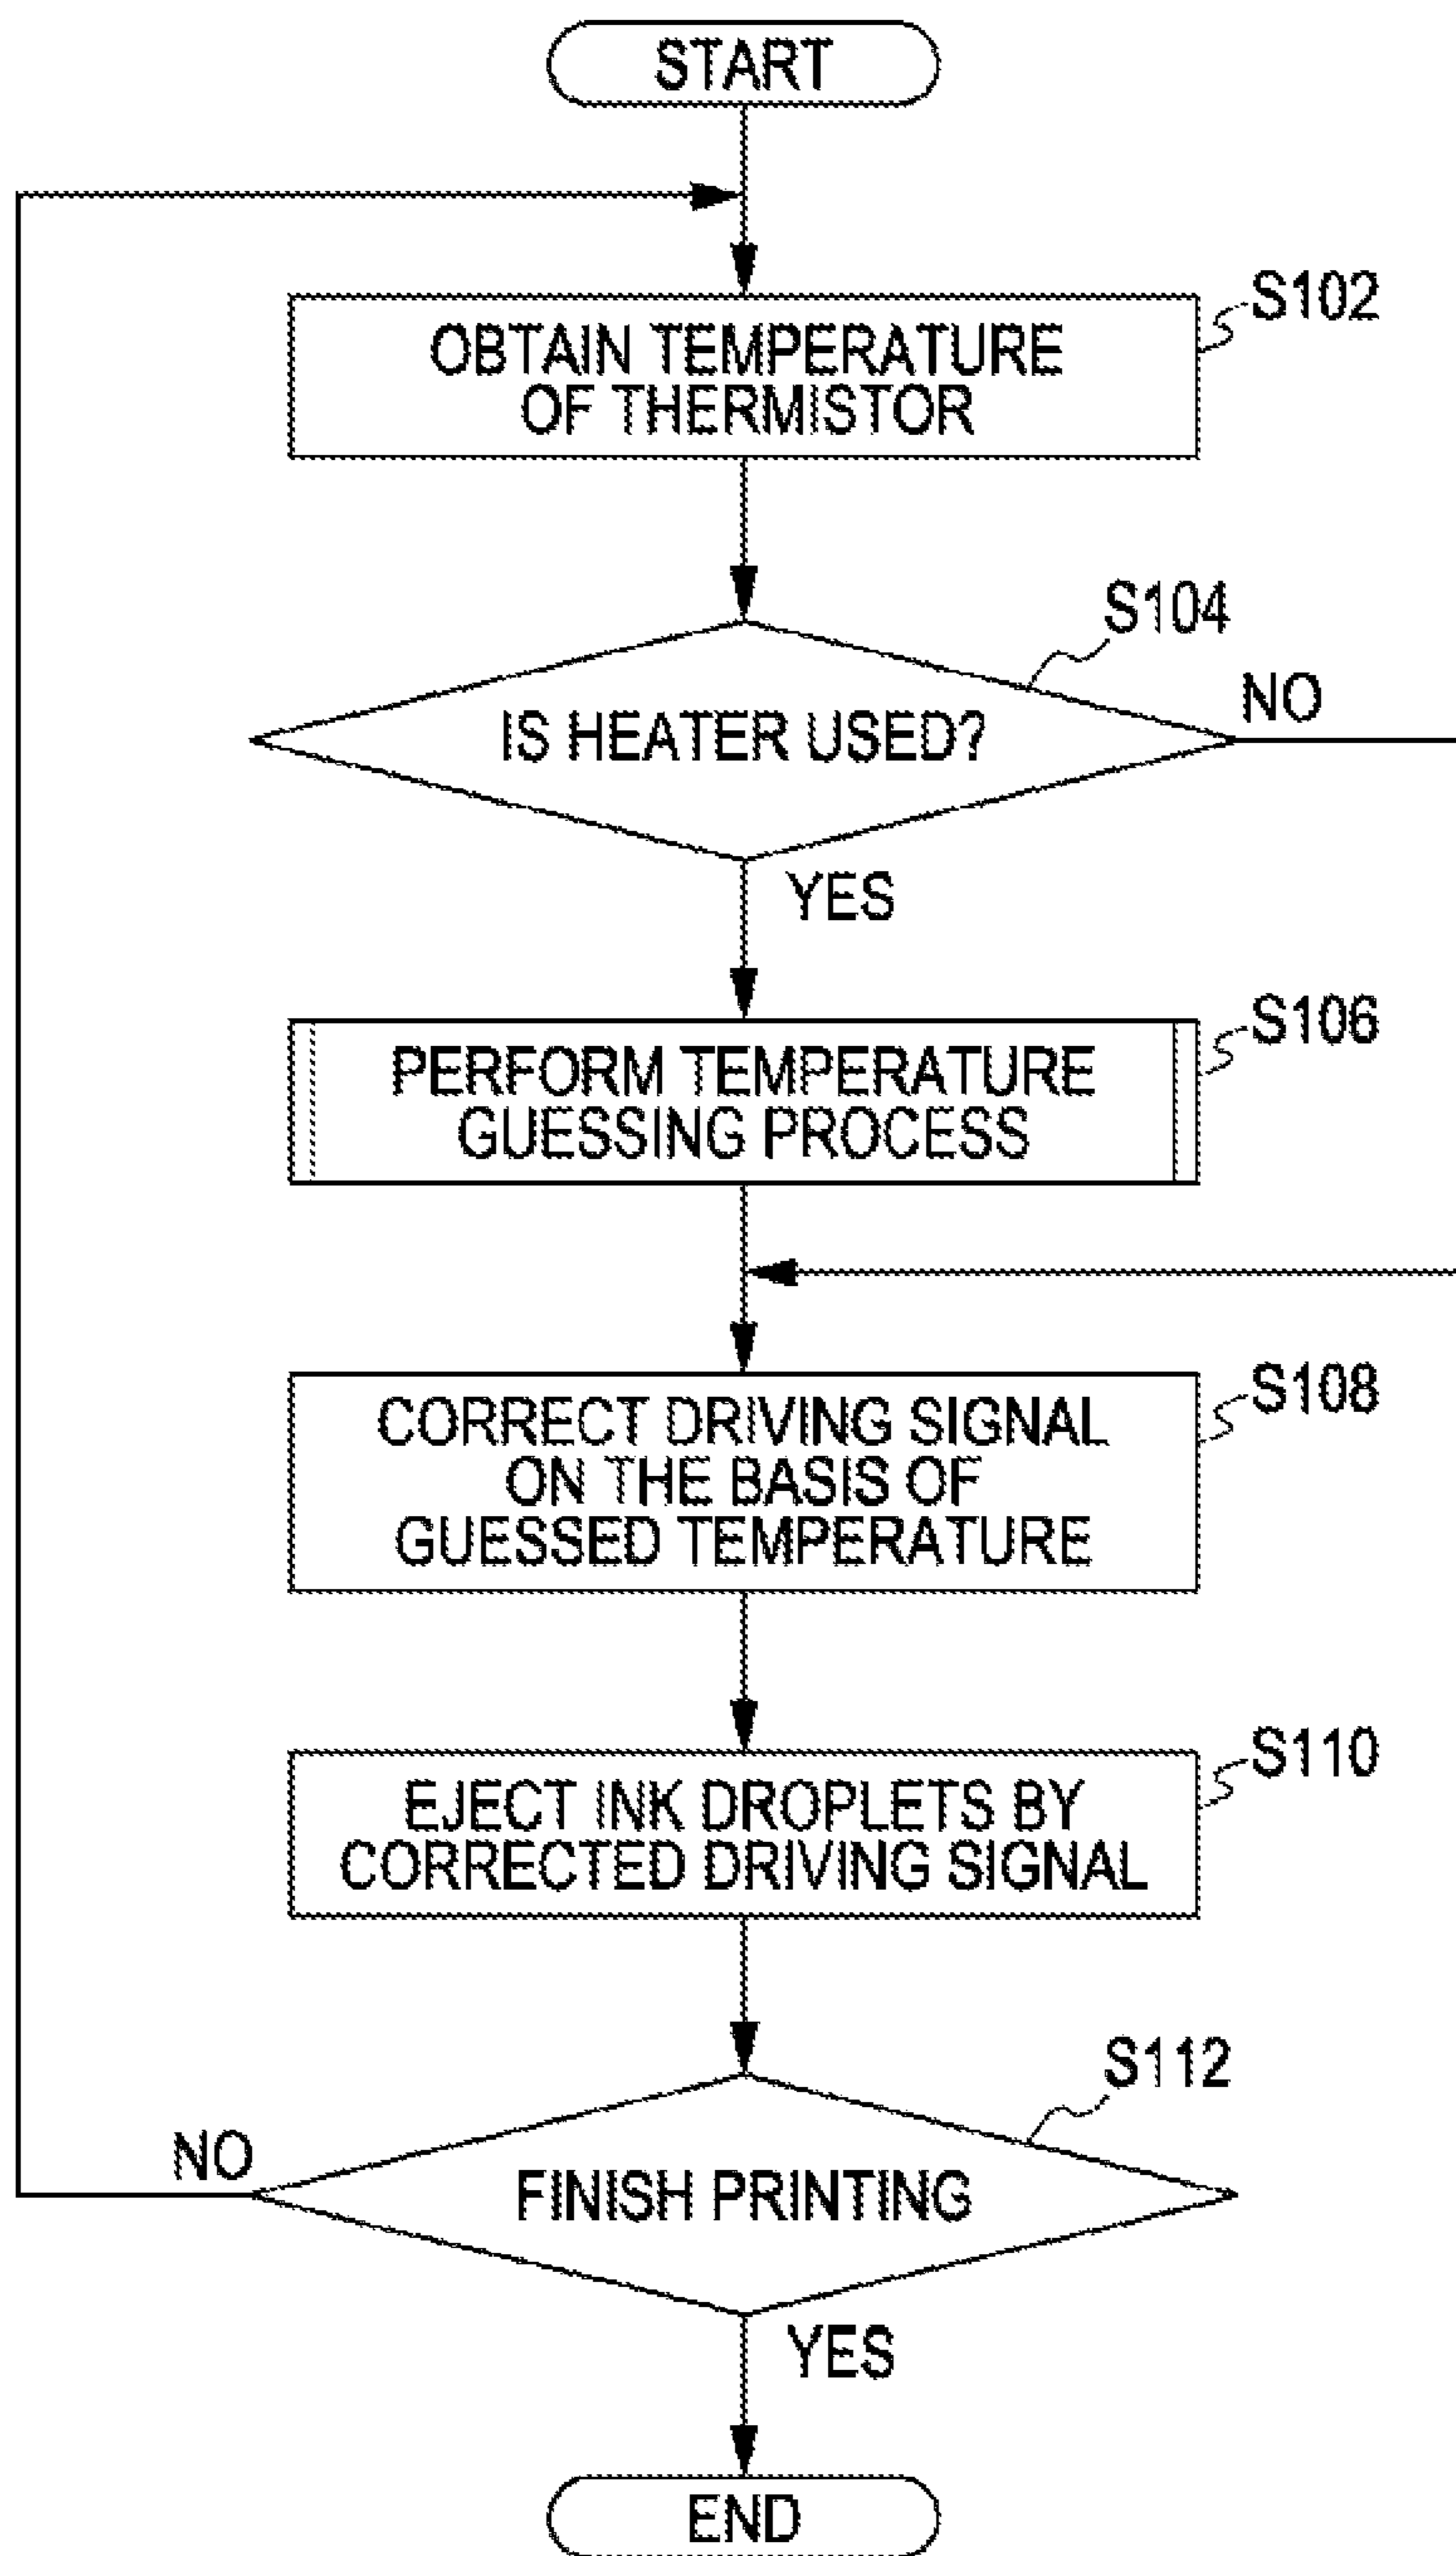 START
S102
OBTAIN TEMPERATURE
OF THERMISTOR
S104
IS HEATER USED?
NO
YES
S106
PERFORM TEMPERATURE
GUESSING PROCESS
S108
CORRECT DRIVING SIGNAL
ON THE BASIS OF
GUESSED TEMPERATURE
S110
EJECT INK DROPLETS BY
CORRECTED DRIVING SIGNAL
S112
NO
FINISH PRINTING
YES
END